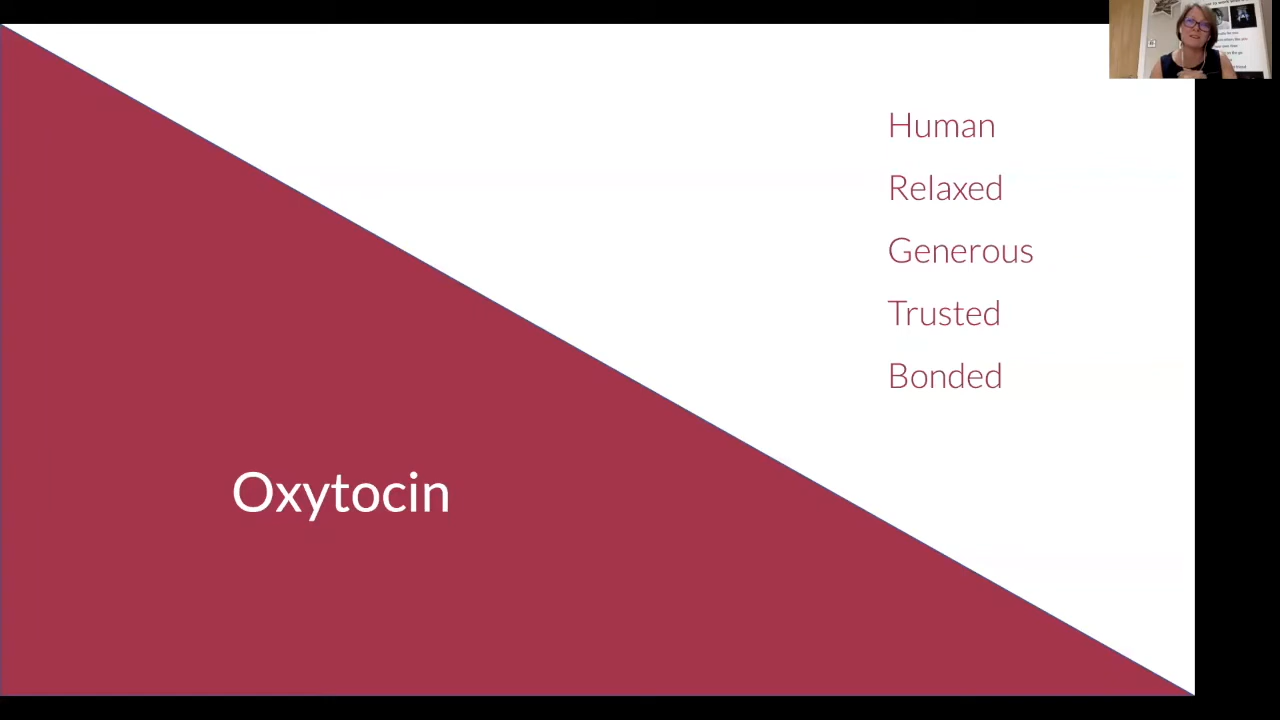 Human
Relaxed
Generous
Trusted
Bonded
Oxytocin